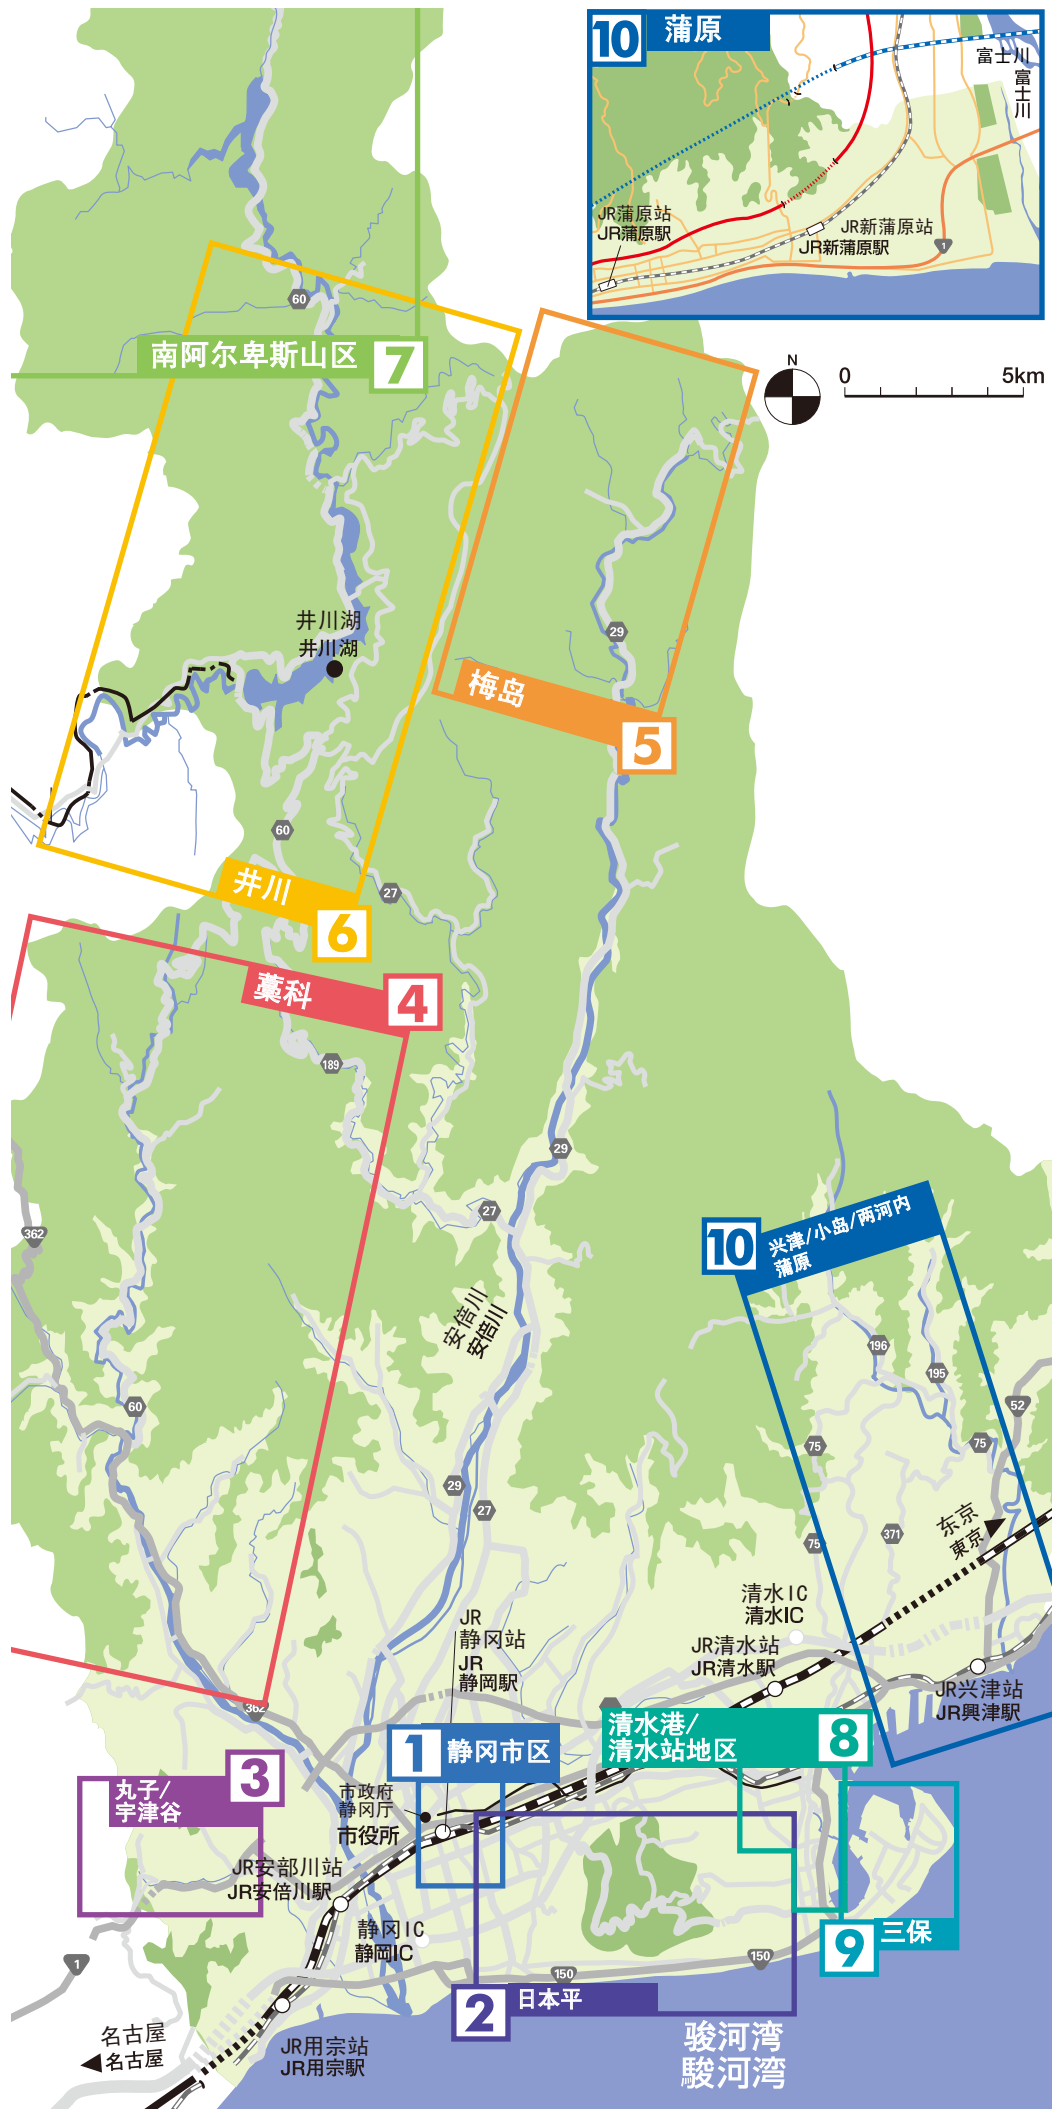 10
蒲原
富士川
富士川
JR蒲原站
JR蒲原駅
JR新蒲原站
JR新蒲原駅
1
N
0
5km
60
南阿尔卑斯山区
7
29
井川湖
井川湖
梅岛
5
60
27
井川
6
藁科
4
189
29
27
362
10
兴津/小岛/两河内
蒲原
安倍川
安倍川
196
195
52
60
75
75
29
27
371
75
东京
東京
清水IC
清水IC
JR
静冈站
JR
静岡駅
JR清水站
JR清水駅
JR兴津站
JR興津駅
362
清水港/
清水站地区
8
1
静冈市区
3
丸子/
宇津谷
市政府
静冈厅
市役所
JR安部川站
JR安倍川駅
静冈IC
静岡IC
9
三保
1
150
150
2
日本平
名古屋
名古屋
JR用宗站
JR用宗駅
骏河湾
駿河湾